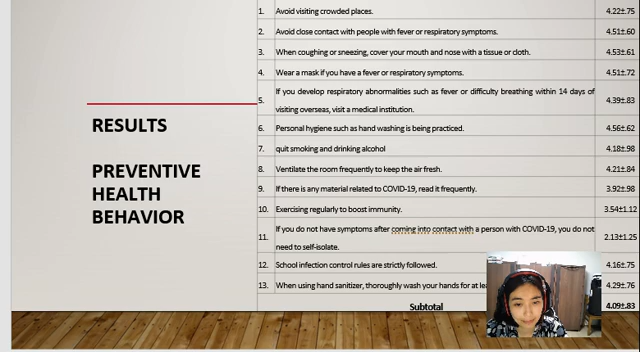 RESULTS
PREVENTIVE
HEALTH
BEHAVIOR
1. Avoid visiting crowded places. 4.22±.75
2. Avoid close contact with people with fever or respiratory symptoms. 4.51±.60
3. When coughing or sneezing, cover your mouth and nose with a tissue or cloth. 4.53±.61
4. Wear a mask if you have a fever or respiratory symptoms. 4.51±.72
5. If you develop respiratory abnormalities such as fever or difficulty breathing within 14 days of
visiting overseas, visit a medical institution. 4.39±.83
6. Personal hygiene such as hand washing is being practiced. 4.56±.62
7. quit smoking and drinking alcohol 4.18±.98
8. Ventilate the room frequently to keep the air fresh. 4.21±.84
9. If there is any material related to COVID-19, read it frequently. 3.92±.98
10. Exercising regularly to boost immunity. 3.54±1.12
11. If you do not have symptoms after coming into contact with a person with COVID-19, you do not
need to self-isolate. 2.13±1.25
12. School infection control rules are strictly followed. 4.16±.75
13. When using hand sanitizer, thoroughly wash your hands for at lea 4.29±.76
Subtotal 4.09±.83